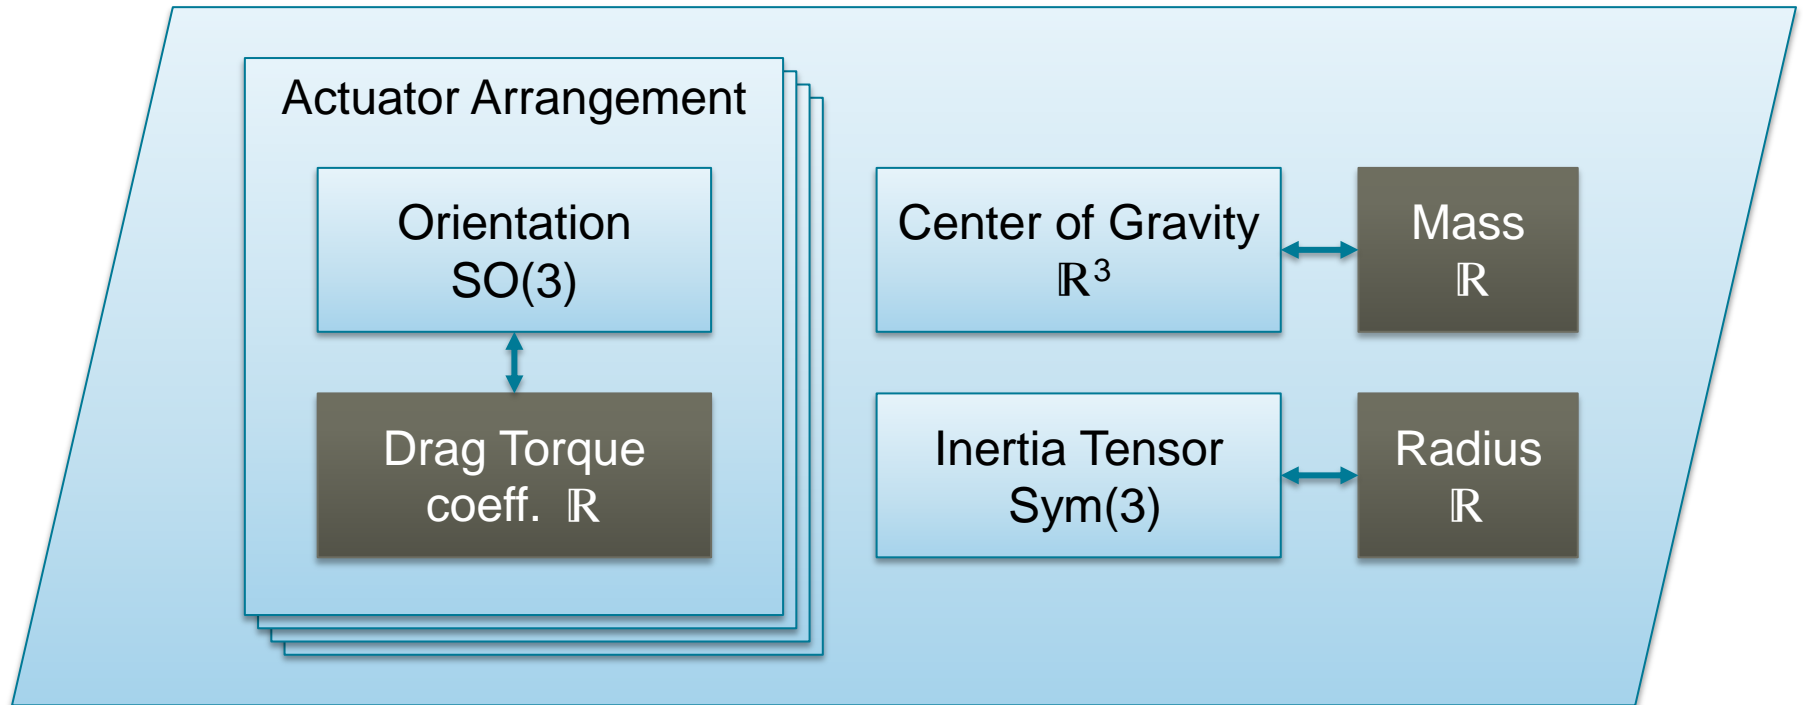 Actuator Arrangement
Orientation
SO(3)
Drag Torque
coeff. ℝ
Center of Gravity
ℝ³
Mass
ℝ
Inertia Tensor
Sym(3)
Radius
ℝ